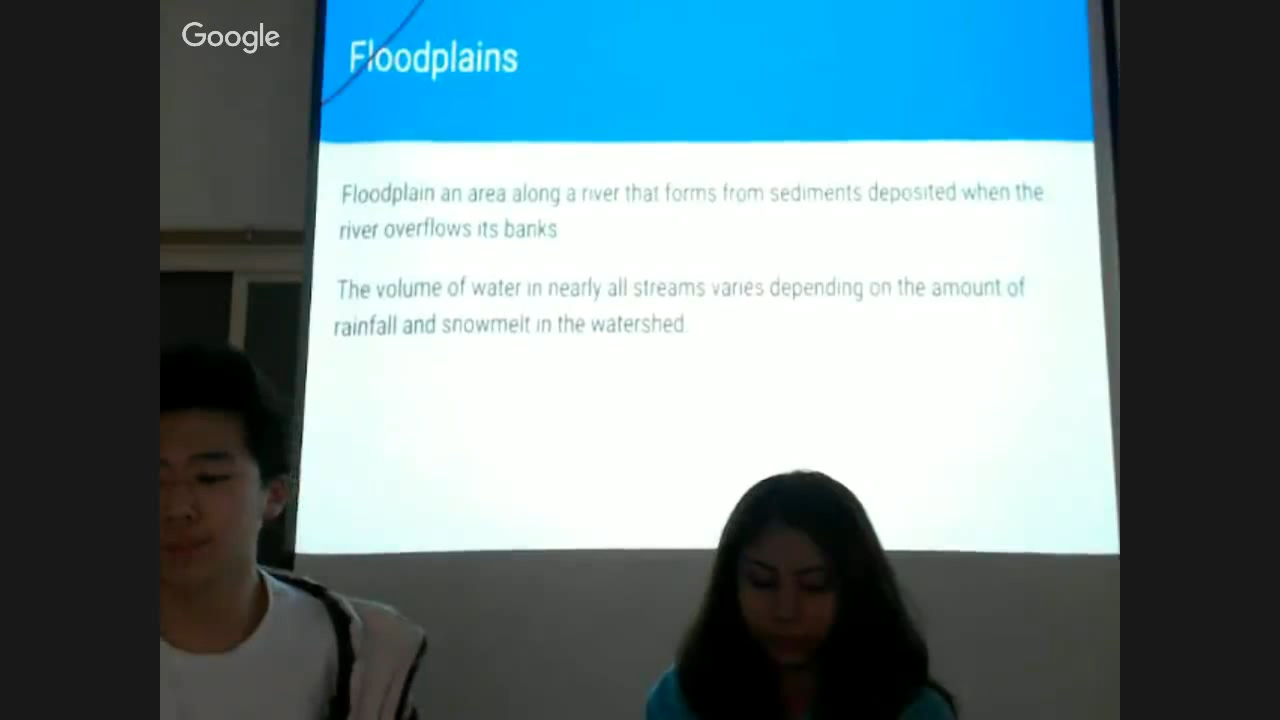 Google
Floodplains
Floodplain an area along a river that forms from sediments deposited when the
river overflows its banks
The volume of water in nearly all streams varies depending on the amount of
rainfall and snowmelt in the watershed.